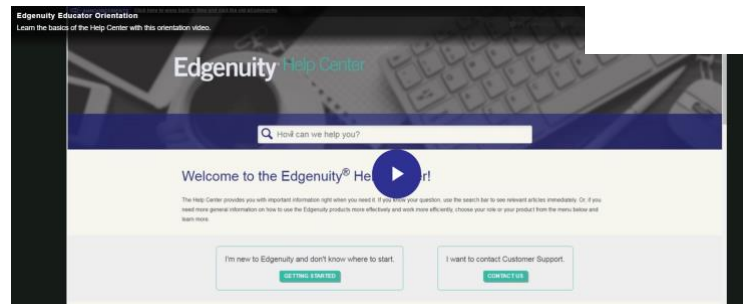 Edgenuity Educator Orientation
Learn the basics of the Help Center with this orientation video.
Edgenuity Help Center
How can we help you?
Welcome to the Edgenuity® He r!
The Help Center provides you with important information right when you need it. If you know your question, use the search bar to see relevant articles immediately. Or, if you
need more general information on how to use the Edgenuity products more effectively and work more efficiently, choose your role or your product from the menu below and
learn more.
I'm new to Edgenuity and don't know where to start.
GETTING STARTED
I want to contact Customer Support.
CONTACT US